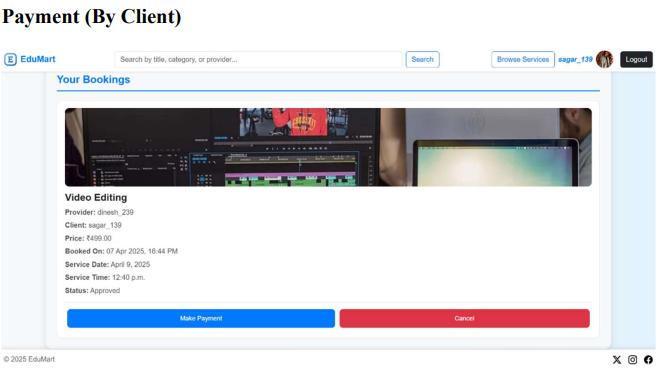 Payment (By Client)
E EduMart
Search by title, category, or provider...
Search
Browse Services
sagar_139
Logout
Your Bookings
Video Editing
Provider: dinesh_239
Client: sagar_139
Price: ₹499.00
Booked On: 07 Apr 2025, 16:44 PM
Service Date: April 9, 2025
Service Time: 12:40 p.m.
Status: Approved
Make Payment
Cancel
© 2025 EduMart